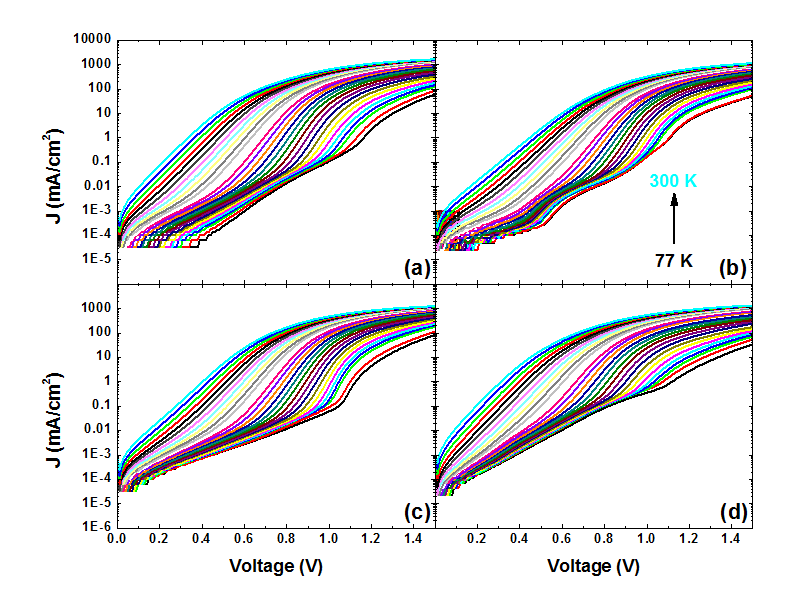 10000
1000
100
10
1
0.1
0.01
1E-3
1E-4
1E-5
J (mA/cm²)
(a)
300 K
77 K
(b)
1000
100
10
1
0.1
0.01
1E-3
1E-4
1E-5
1E-6
J (mA/cm²)
(c)
(d)
0.0 0.2 0.4 0.6 0.8 1.0 1.2 1.4
0.2 0.4 0.6 0.8 1.0 1.2 1.4
Voltage (V)
Voltage (V)